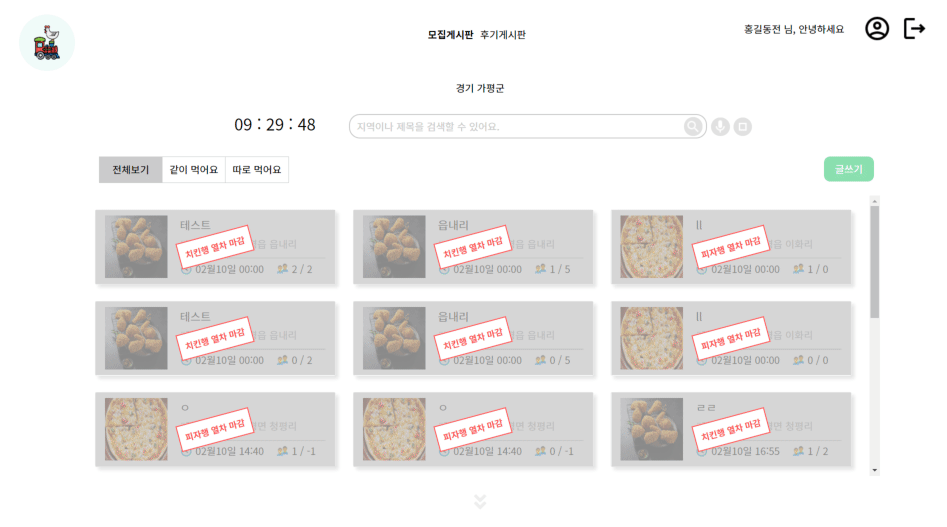 모집게시판 후기게시판
홍길동전 님, 안녕하세요
경기 가평군
09 : 29 : 48
지역이나 제목을 검색할 수 있어요.
전체보기 같이 먹어요 따로 먹어요
글쓰기
테스트
치킨행 열차 마감
읍 읍내리
02월10일 00:00 2 / 2
읍내리
치킨행 열차 마감
읍 읍내리
02월10일 00:00 1 / 5
ll
피자행 열차 마감
읍 이화리
02월10일 00:00 1 / 0
테스트
치킨행 열차 마감
읍 읍내리
02월10일 00:00 0 / 2
읍내리
치킨행 열차 마감
읍 읍내리
02월10일 00:00 0 / 5
ll
피자행 열차 마감
읍 이화리
02월10일 00:00 0 / 0
ㅇ
피자행 열차 마감
면 정평리
02월10일 14:40 1 / -1
ㅇ
피자행 열차 마감
면 정평리
02월10일 14:40 0 / -1
ㄹㄹ
치킨행 열차 마감
면 정평리
02월10일 16:55 1 / 2